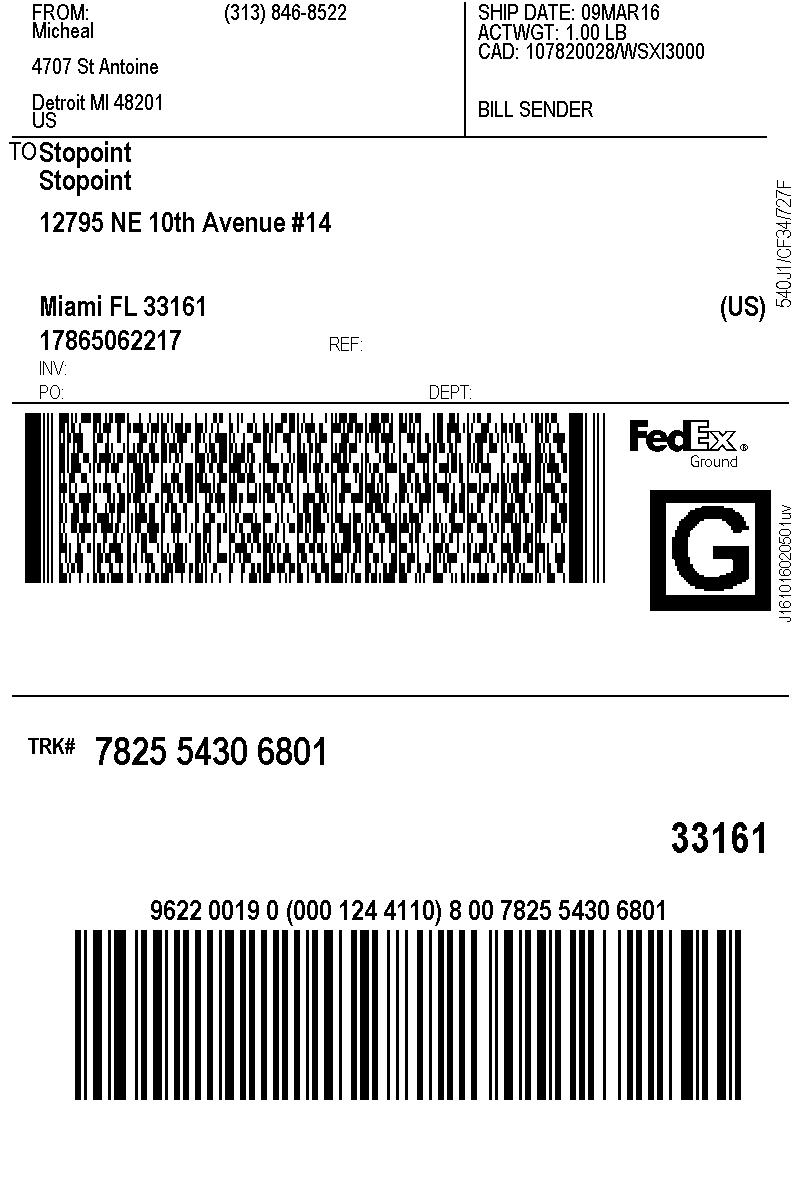 FROM: (313) 846-8522
Micheal
4707 St Antoine
Detroit MI 48201
US
SHIP DATE: 09MAR16
ACTWGT: 1.00 LB
CAD: 107820028/WSXI3000
BILL SENDER
TO Stopoint
Stopoint
12795 NE 10th Avenue #14
Miami FL 33161 (US)
17865062217 REF:
INV:
PO: DEPT:
540J1/CF34/727F
FedEx®
Ground
G
J161016020501uv
TRK# 7825 5430 6801
33161
9622 0019 0 (000 124 4110) 8 00 7825 5430 6801